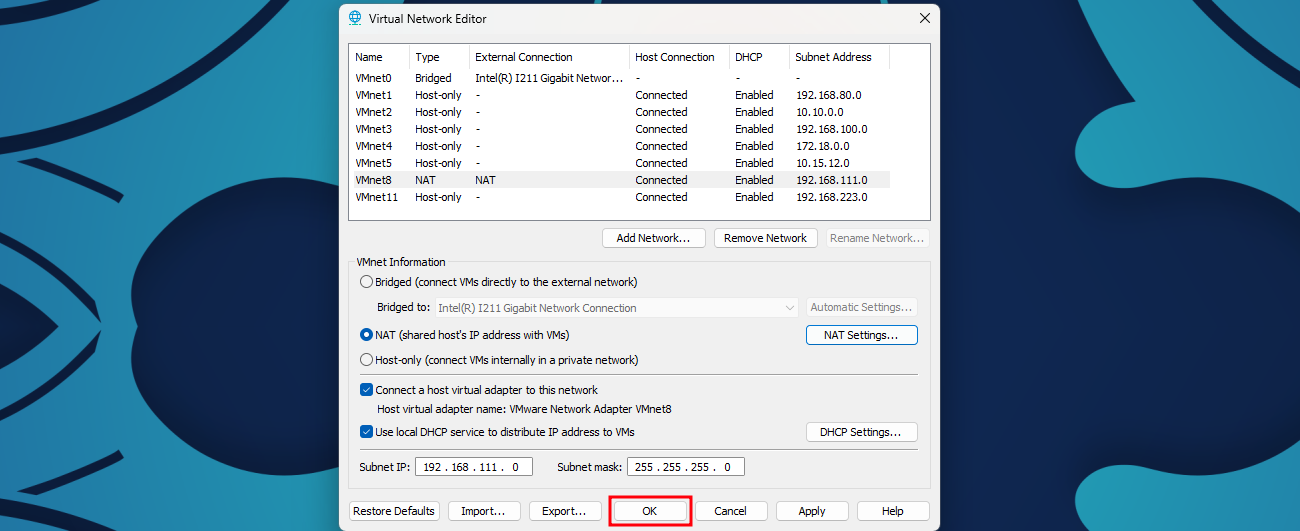 Virtual Network Editor
Name Type External Connection Host Connection DHCP Subnet Address
VMnet0 Bridged Intel(R) I211 Gigabit Networ... - - -
VMnet1 Host-only - Connected Enabled 192.168.80.0
VMnet2 Host-only - Connected Enabled 10.10.0.0
VMnet3 Host-only - Connected Enabled 192.168.100.0
VMnet4 Host-only - Connected Enabled 172.18.0.0
VMnet5 Host-only - Connected Enabled 10.15.12.0
VMnet8 NAT NAT Connected Enabled 192.168.111.0
VMnet11 Host-only - Connected Enabled 192.168.223.0
Add Network... Remove Network Rename Network...
VMnet Information
Bridged (connect VMs directly to the external network)
Bridged to: Intel(R) I211 Gigabit Network Connection Automatic Settings...
NAT (shared host's IP address with VMs) NAT Settings...
Host-only (connect VMs internally in a private network)
Connect a host virtual adapter to this network
Host virtual adapter name: VMware Network Adapter VMnet8
Use local DHCP service to distribute IP address to VMs DHCP Settings...
Subnet IP: 192 . 168 . 111 . 0 Subnet mask: 255 . 255 . 255 . 0
Restore Defaults Import... Export... OK Cancel Apply Help